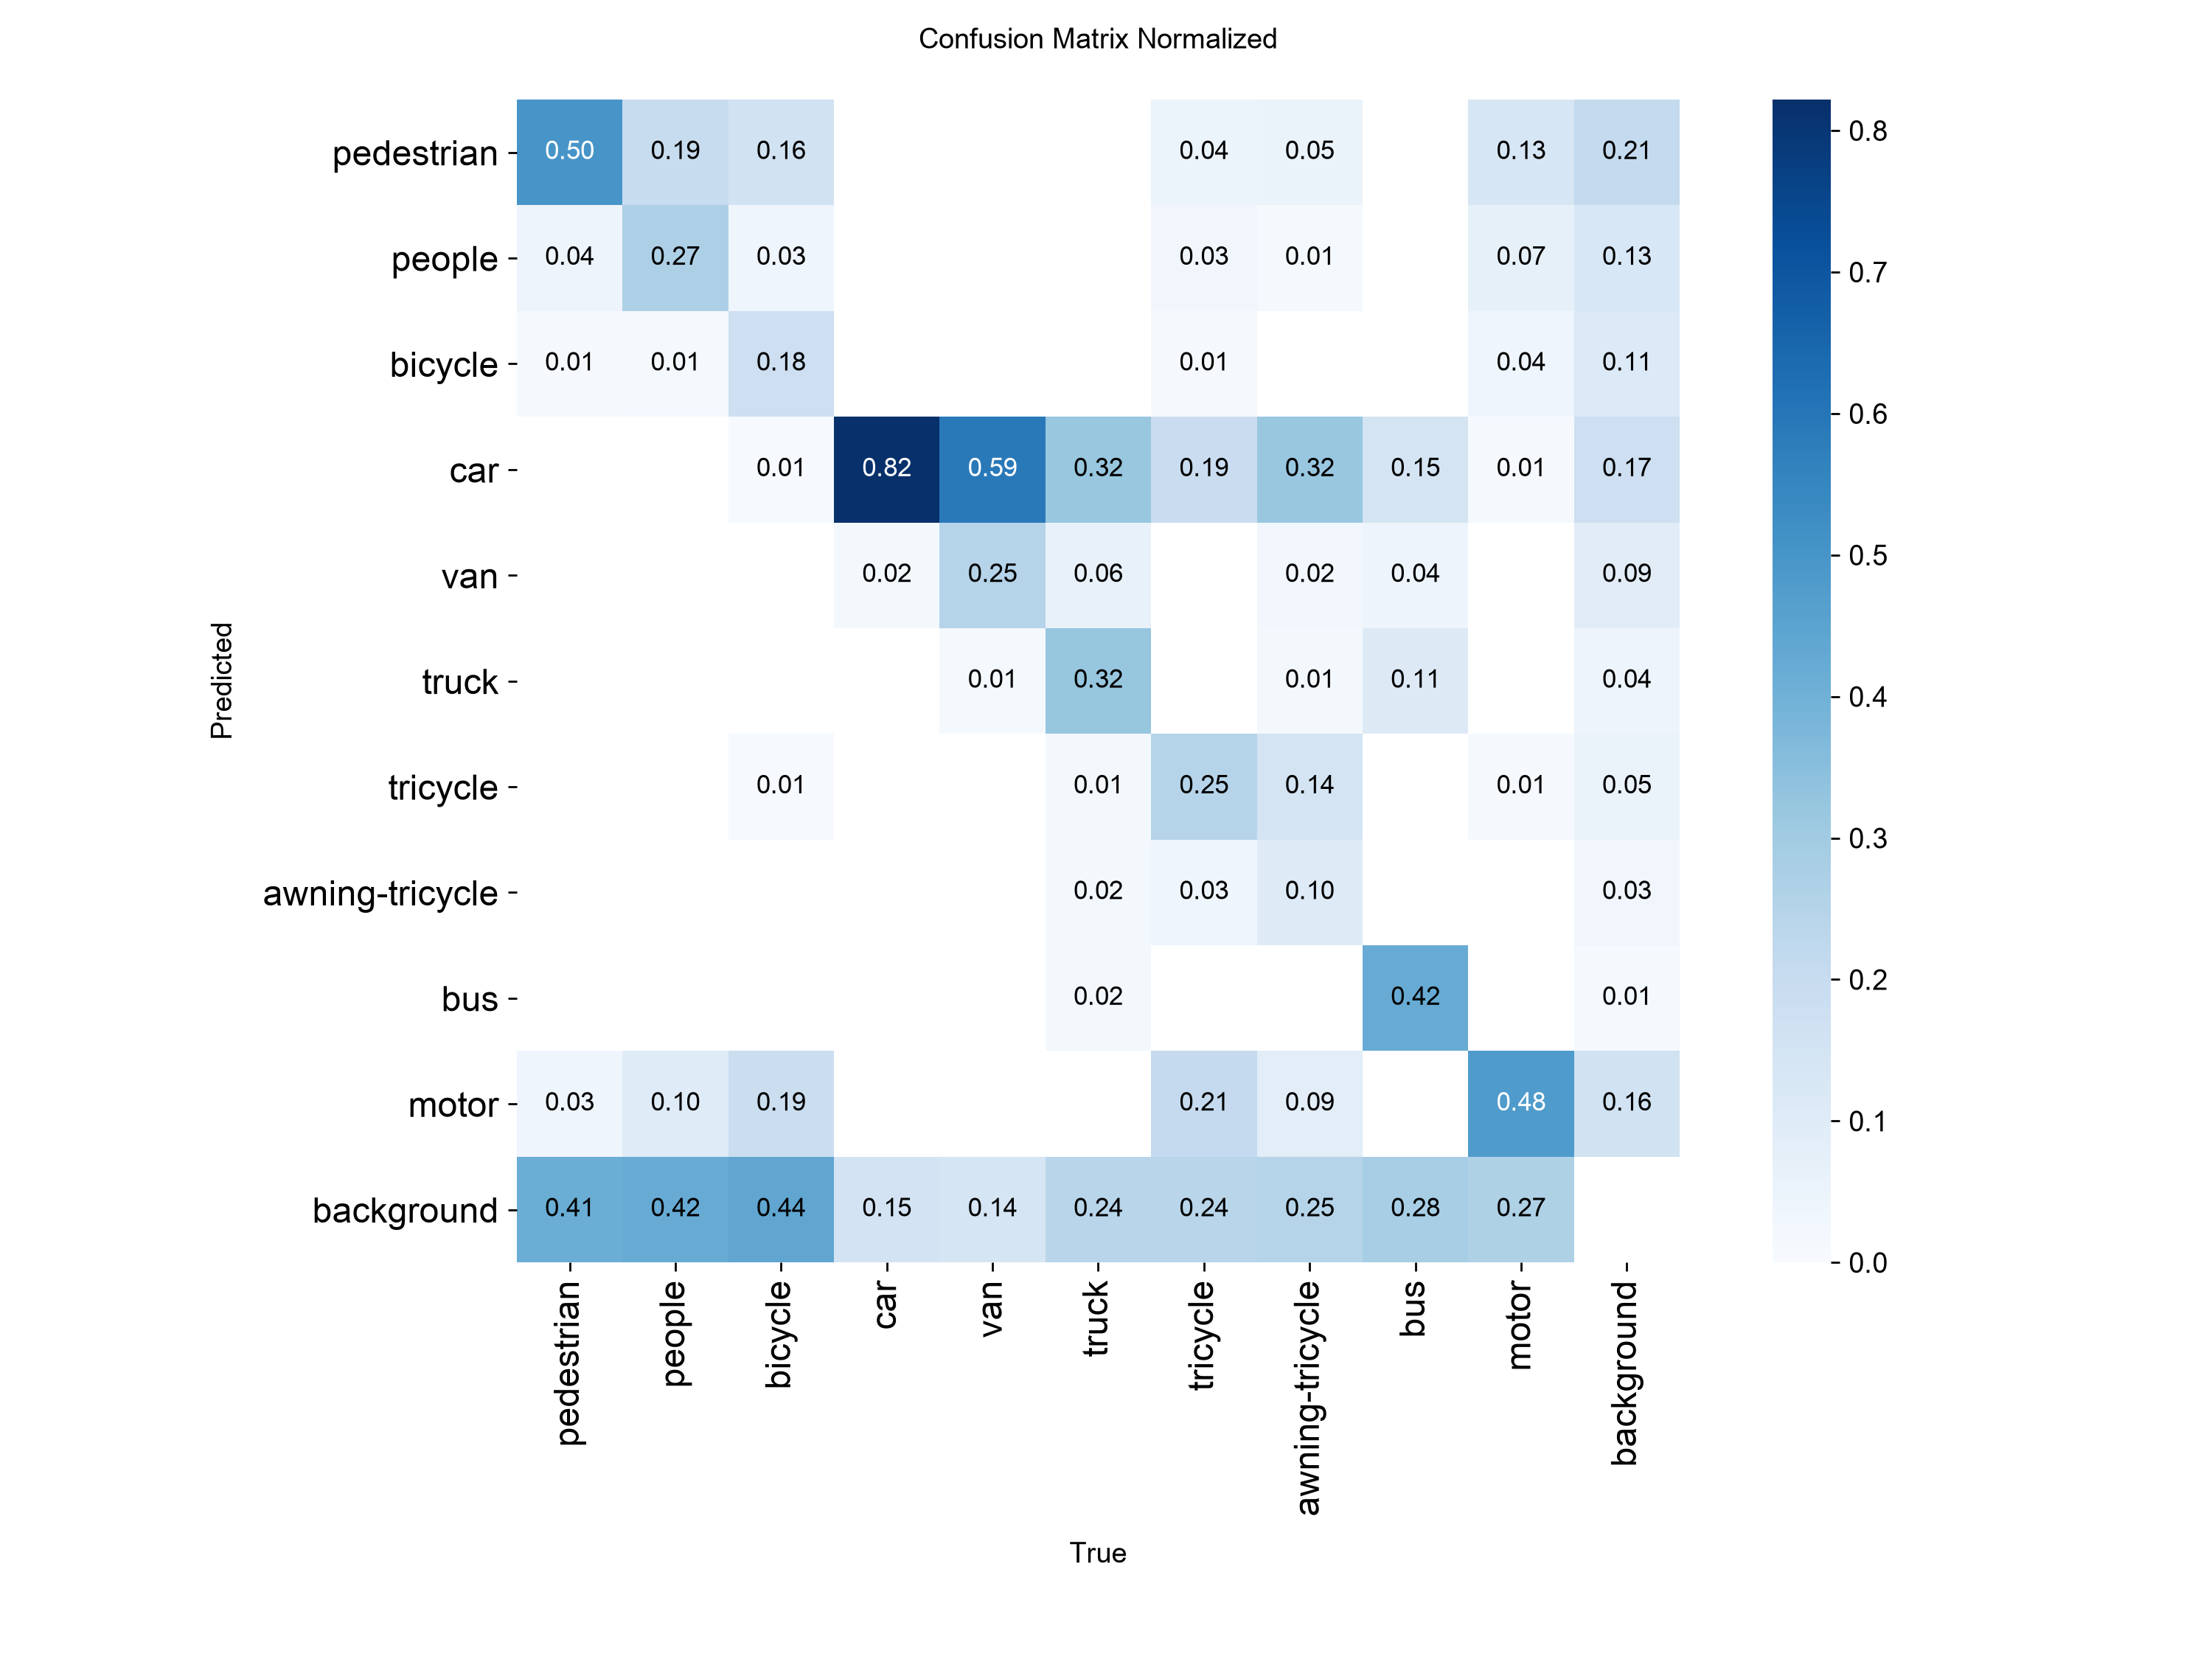 Confusion Matrix Normalized
pedestrian 0.50 0.19 0.16 0.04 0.05 0.13 0.21
people 0.04 0.27 0.03 0.03 0.01 0.07 0.13
bicycle 0.01 0.01 0.18 0.01 0.04 0.11
car 0.01 0.82 0.59 0.32 0.19 0.32 0.15 0.01 0.17
van 0.02 0.25 0.06 0.02 0.04 0.09
truck 0.01 0.32 0.01 0.11 0.04
tricycle 0.01 0.01 0.25 0.14 0.01 0.05
awning-tricycle 0.02 0.03 0.10 0.03
bus 0.02 0.42 0.01
motor 0.03 0.10 0.19 0.21 0.09 0.48 0.16
background 0.41 0.42 0.44 0.15 0.14 0.24 0.24 0.25 0.28 0.27
Predicted
pedestrian people bicycle car van truck tricycle awning-tricycle bus motor background
True
0.8
0.7
0.6
0.5
0.4
0.3
0.2
0.1
0.0